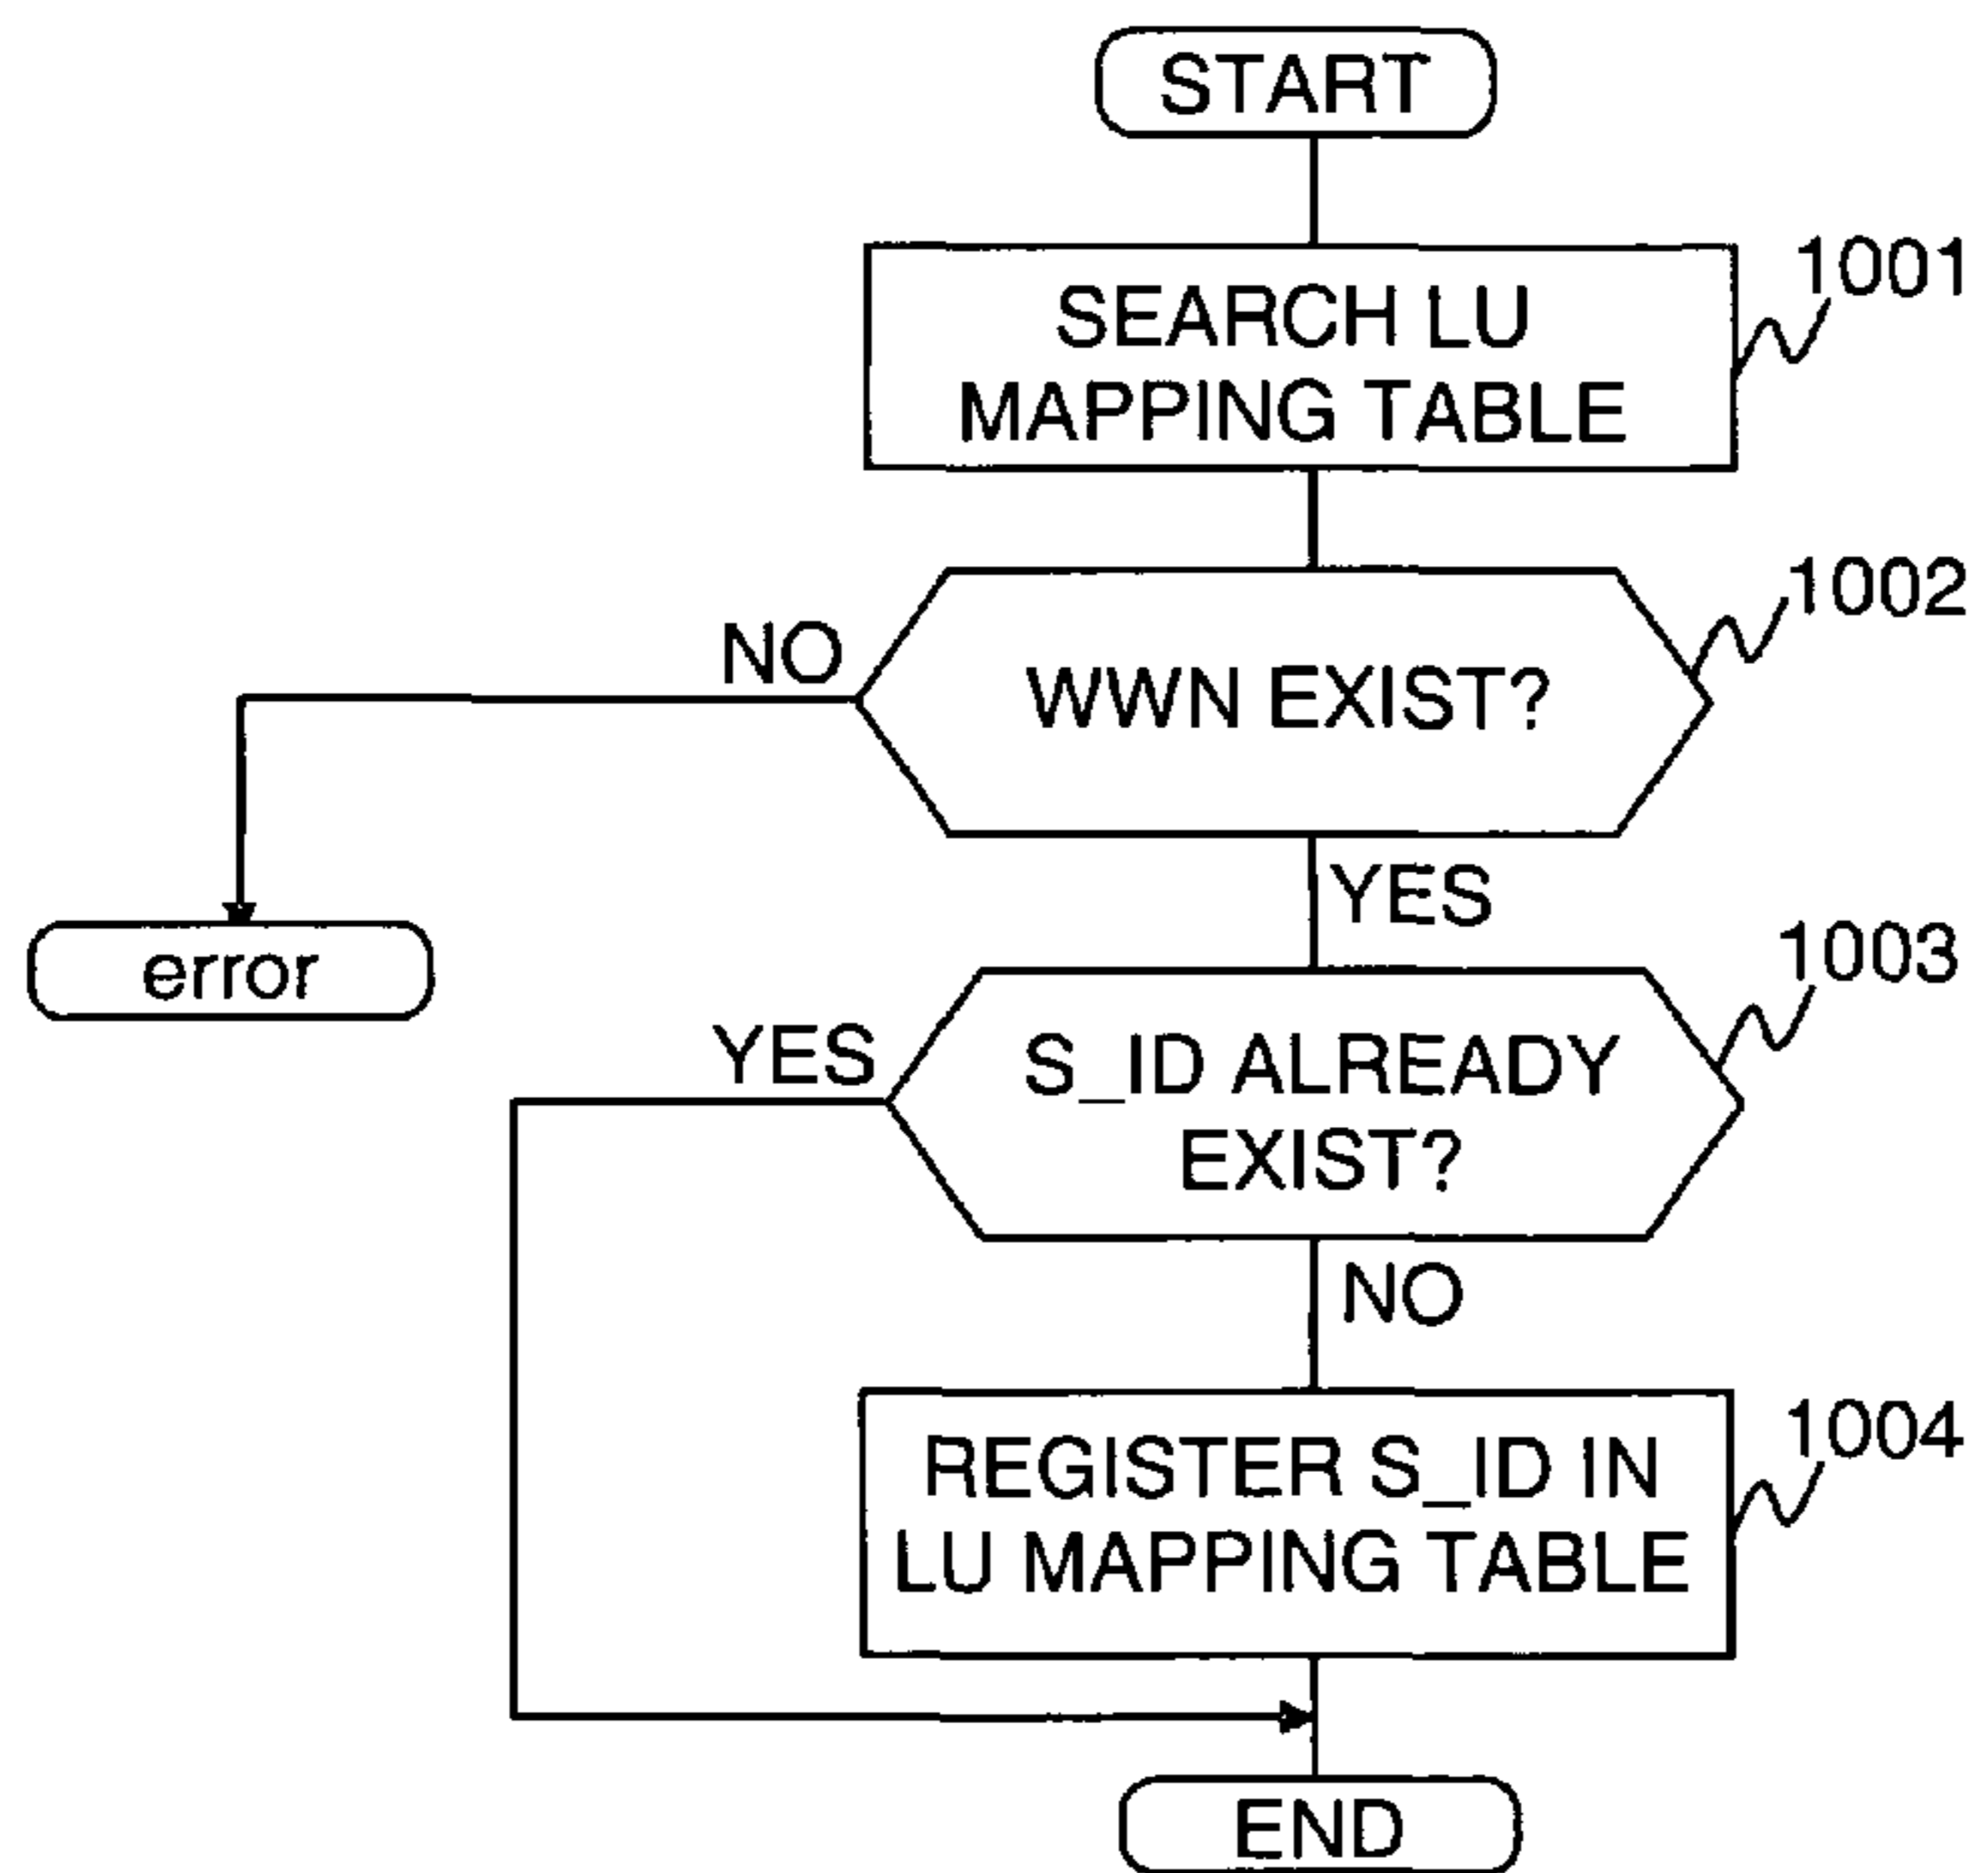 START
1001
SEARCH LU
MAPPING TABLE
1002
NO
WWN EXIST?
YES
error
1003
YES
S_ID ALREADY
EXIST?
NO
1004
REGISTER S_ID IN
LU MAPPING TABLE
END